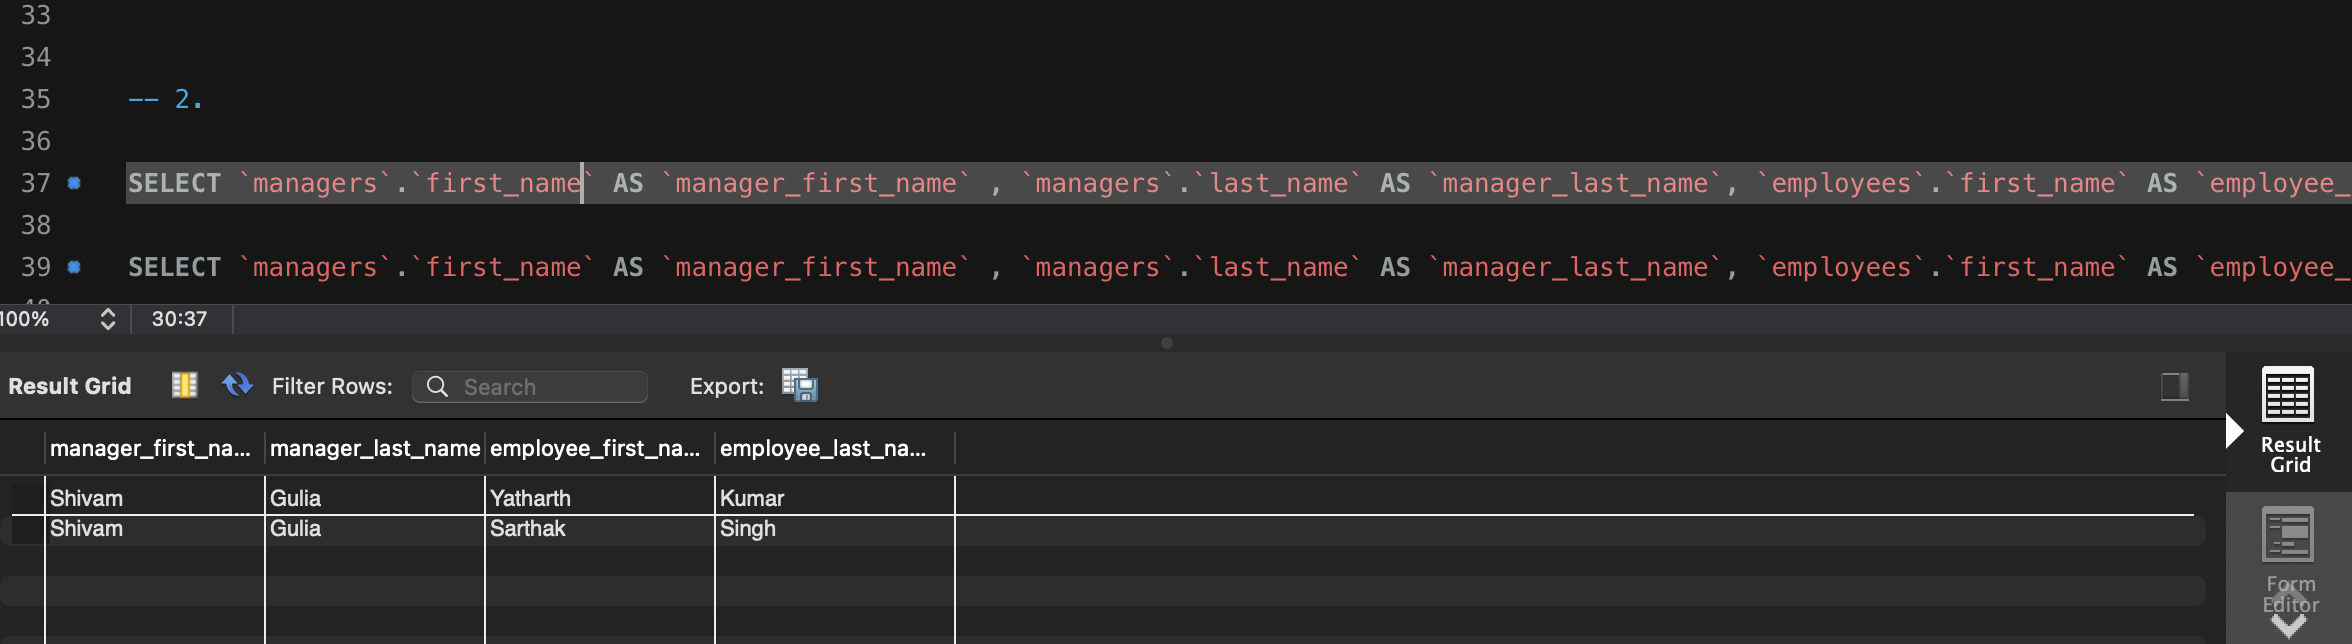 33
34
35 -- 2.
36
37 SELECT `managers`.`first_name` AS `manager_first_name` , `managers`.`last_name` AS `manager_last_name`, `employees`.`first_name` AS `employee_
38
39 SELECT `managers`.`first_name` AS `manager_first_name` , `managers`.`last_name` AS `manager_last_name`, `employees`.`first_name` AS `employee_
100% 30:37
Result Grid Filter Rows: Search Export:
manager_first_na... manager_last_name employee_first_na... employee_last_na...
Shivam Gulia Yatharth Kumar
Shivam Gulia Sarthak Singh
Result
Grid
Form
Editor